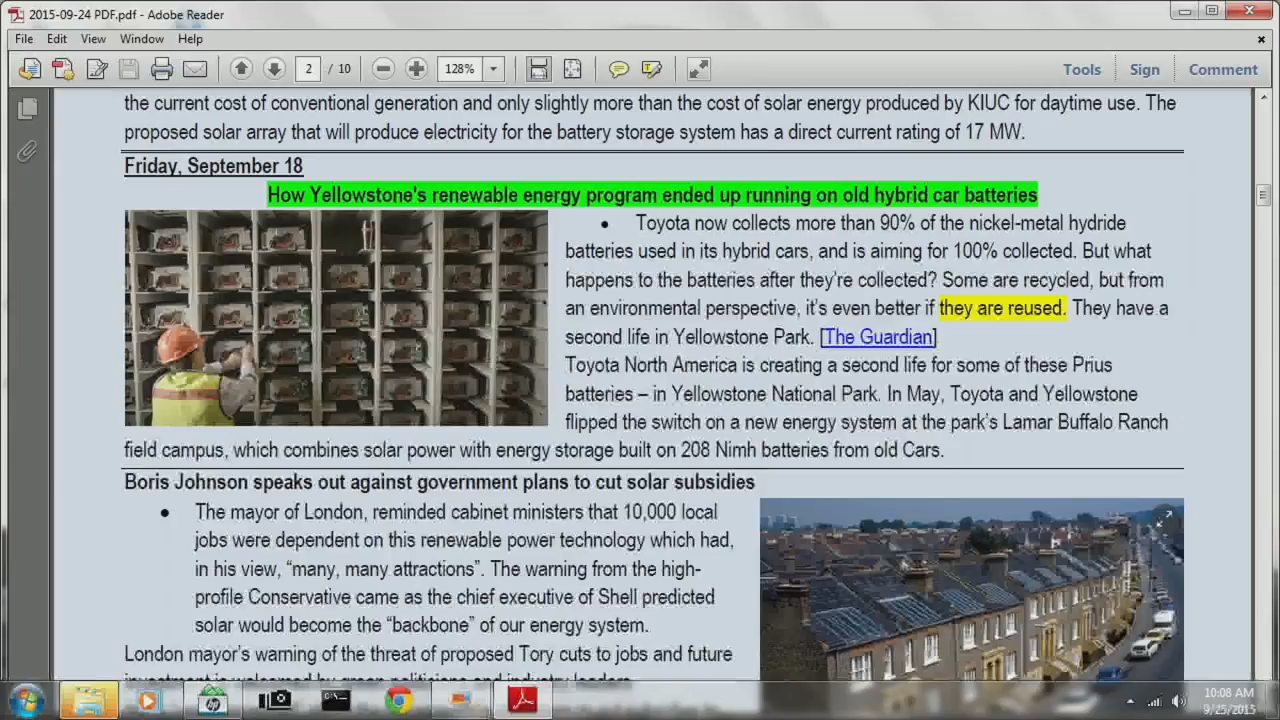 2015-09-24 PDF.pdf - Adobe Reader
File Edit View Window Help
2 / 10 128% Tools Sign Comment
the current cost of conventional generation and only slightly more than the cost of solar energy produced by KIUC for daytime use. The
proposed solar array that will produce electricity for the battery storage system has a direct current rating of 17 MW.
Friday, September 18
How Yellowstone's renewable energy program ended up running on old hybrid car batteries
• Toyota now collects more than 90% of the nickel-metal hydride
batteries used in its hybrid cars, and is aiming for 100% collected. But what
happens to the batteries after they're collected? Some are recycled, but from
an environmental perspective, it's even better if they are reused. They have a
second life in Yellowstone Park. [The Guardian]
Toyota North America is creating a second life for some of these Prius
batteries – in Yellowstone National Park. In May, Toyota and Yellowstone
flipped the switch on a new energy system at the park's Lamar Buffalo Ranch
field campus, which combines solar power with energy storage built on 208 Nimh batteries from old Cars.
Boris Johnson speaks out against government plans to cut solar subsidies
• The mayor of London, reminded cabinet ministers that 10,000 local
jobs were dependent on this renewable power technology which had,
in his view, “many, many attractions”. The warning from the high-
profile Conservative came as the chief executive of Shell predicted
solar would become the “backbone” of our energy system.
London mayor's warning of the threat of proposed Tory cuts to jobs and future
investment is welcomed by green politicians and industry leaders
hp
10:08 AM
9/25/2015